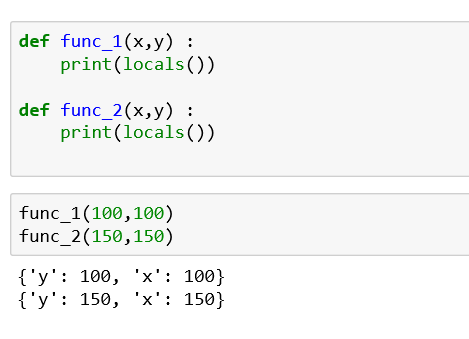 def func_1(x,y) :
    print(locals())
def func_2(x,y) :
    print(locals())
func_1(100,100)
func_2(150,150)
{'y': 100, 'x': 100}
{'y': 150, 'x': 150}